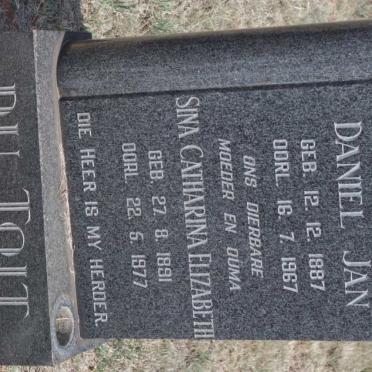 DANIEL JAN
GEB. 12. 12. 1887
OORL. 16. 7. 1967
ONS DIERBARE
MOEDER EN OUMA
SINA CATHARINA ELIZABETH
GEB. 27. 8. 1891
OORL. 22. 5. 1977
DIE HEER IS MY HERDER.
DU TOIT